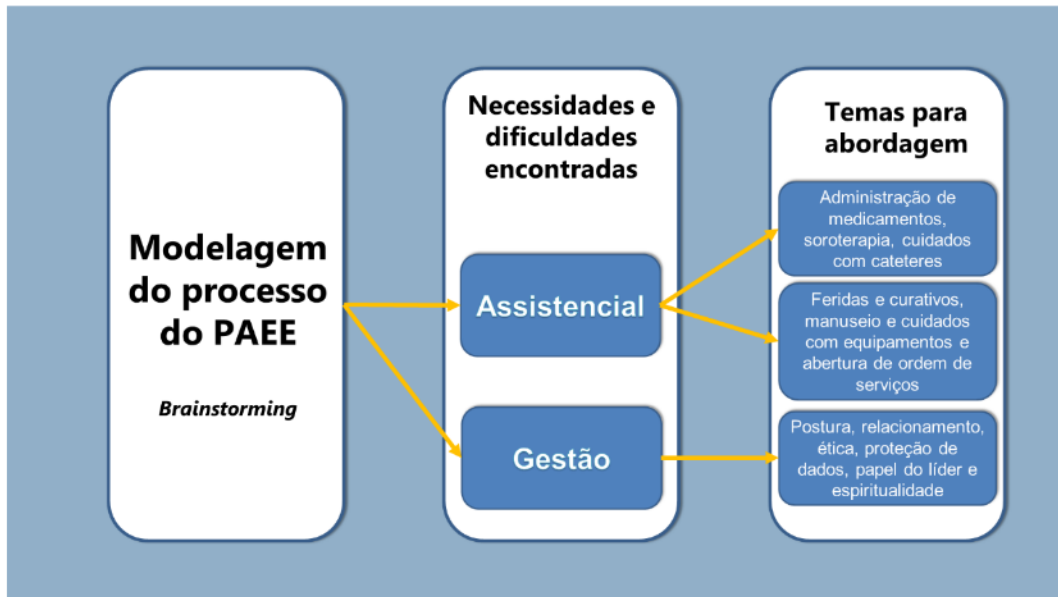 Modelagem
do processo
do PAEE
Brainstorming
Necessidades e
dificuldades
encontradas
Assistencial
Gestão
Temas para
abordagem
Administração de
medicamentos,
soroterapia, cuidados
com cateteres
Feridas e curativos,
manuseio e cuidados
com equipamentos e
abertura de ordem de
serviços
Postura, relacionamento,
ética, proteção de
dados, papel do líder e
espiritualidade